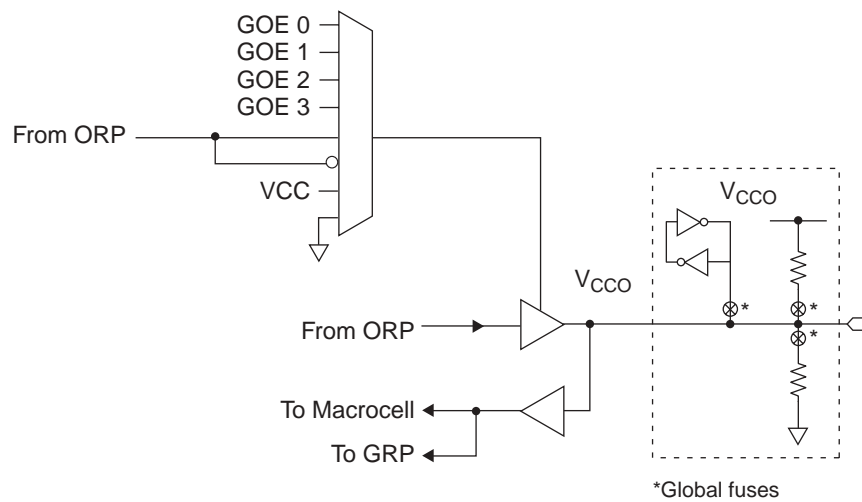 GOE 0
GOE 1
GOE 2
GOE 3
From ORP
VCC
VCCO
VCCO
*
*
*
From ORP
To Macrocell
To GRP
*Global fuses